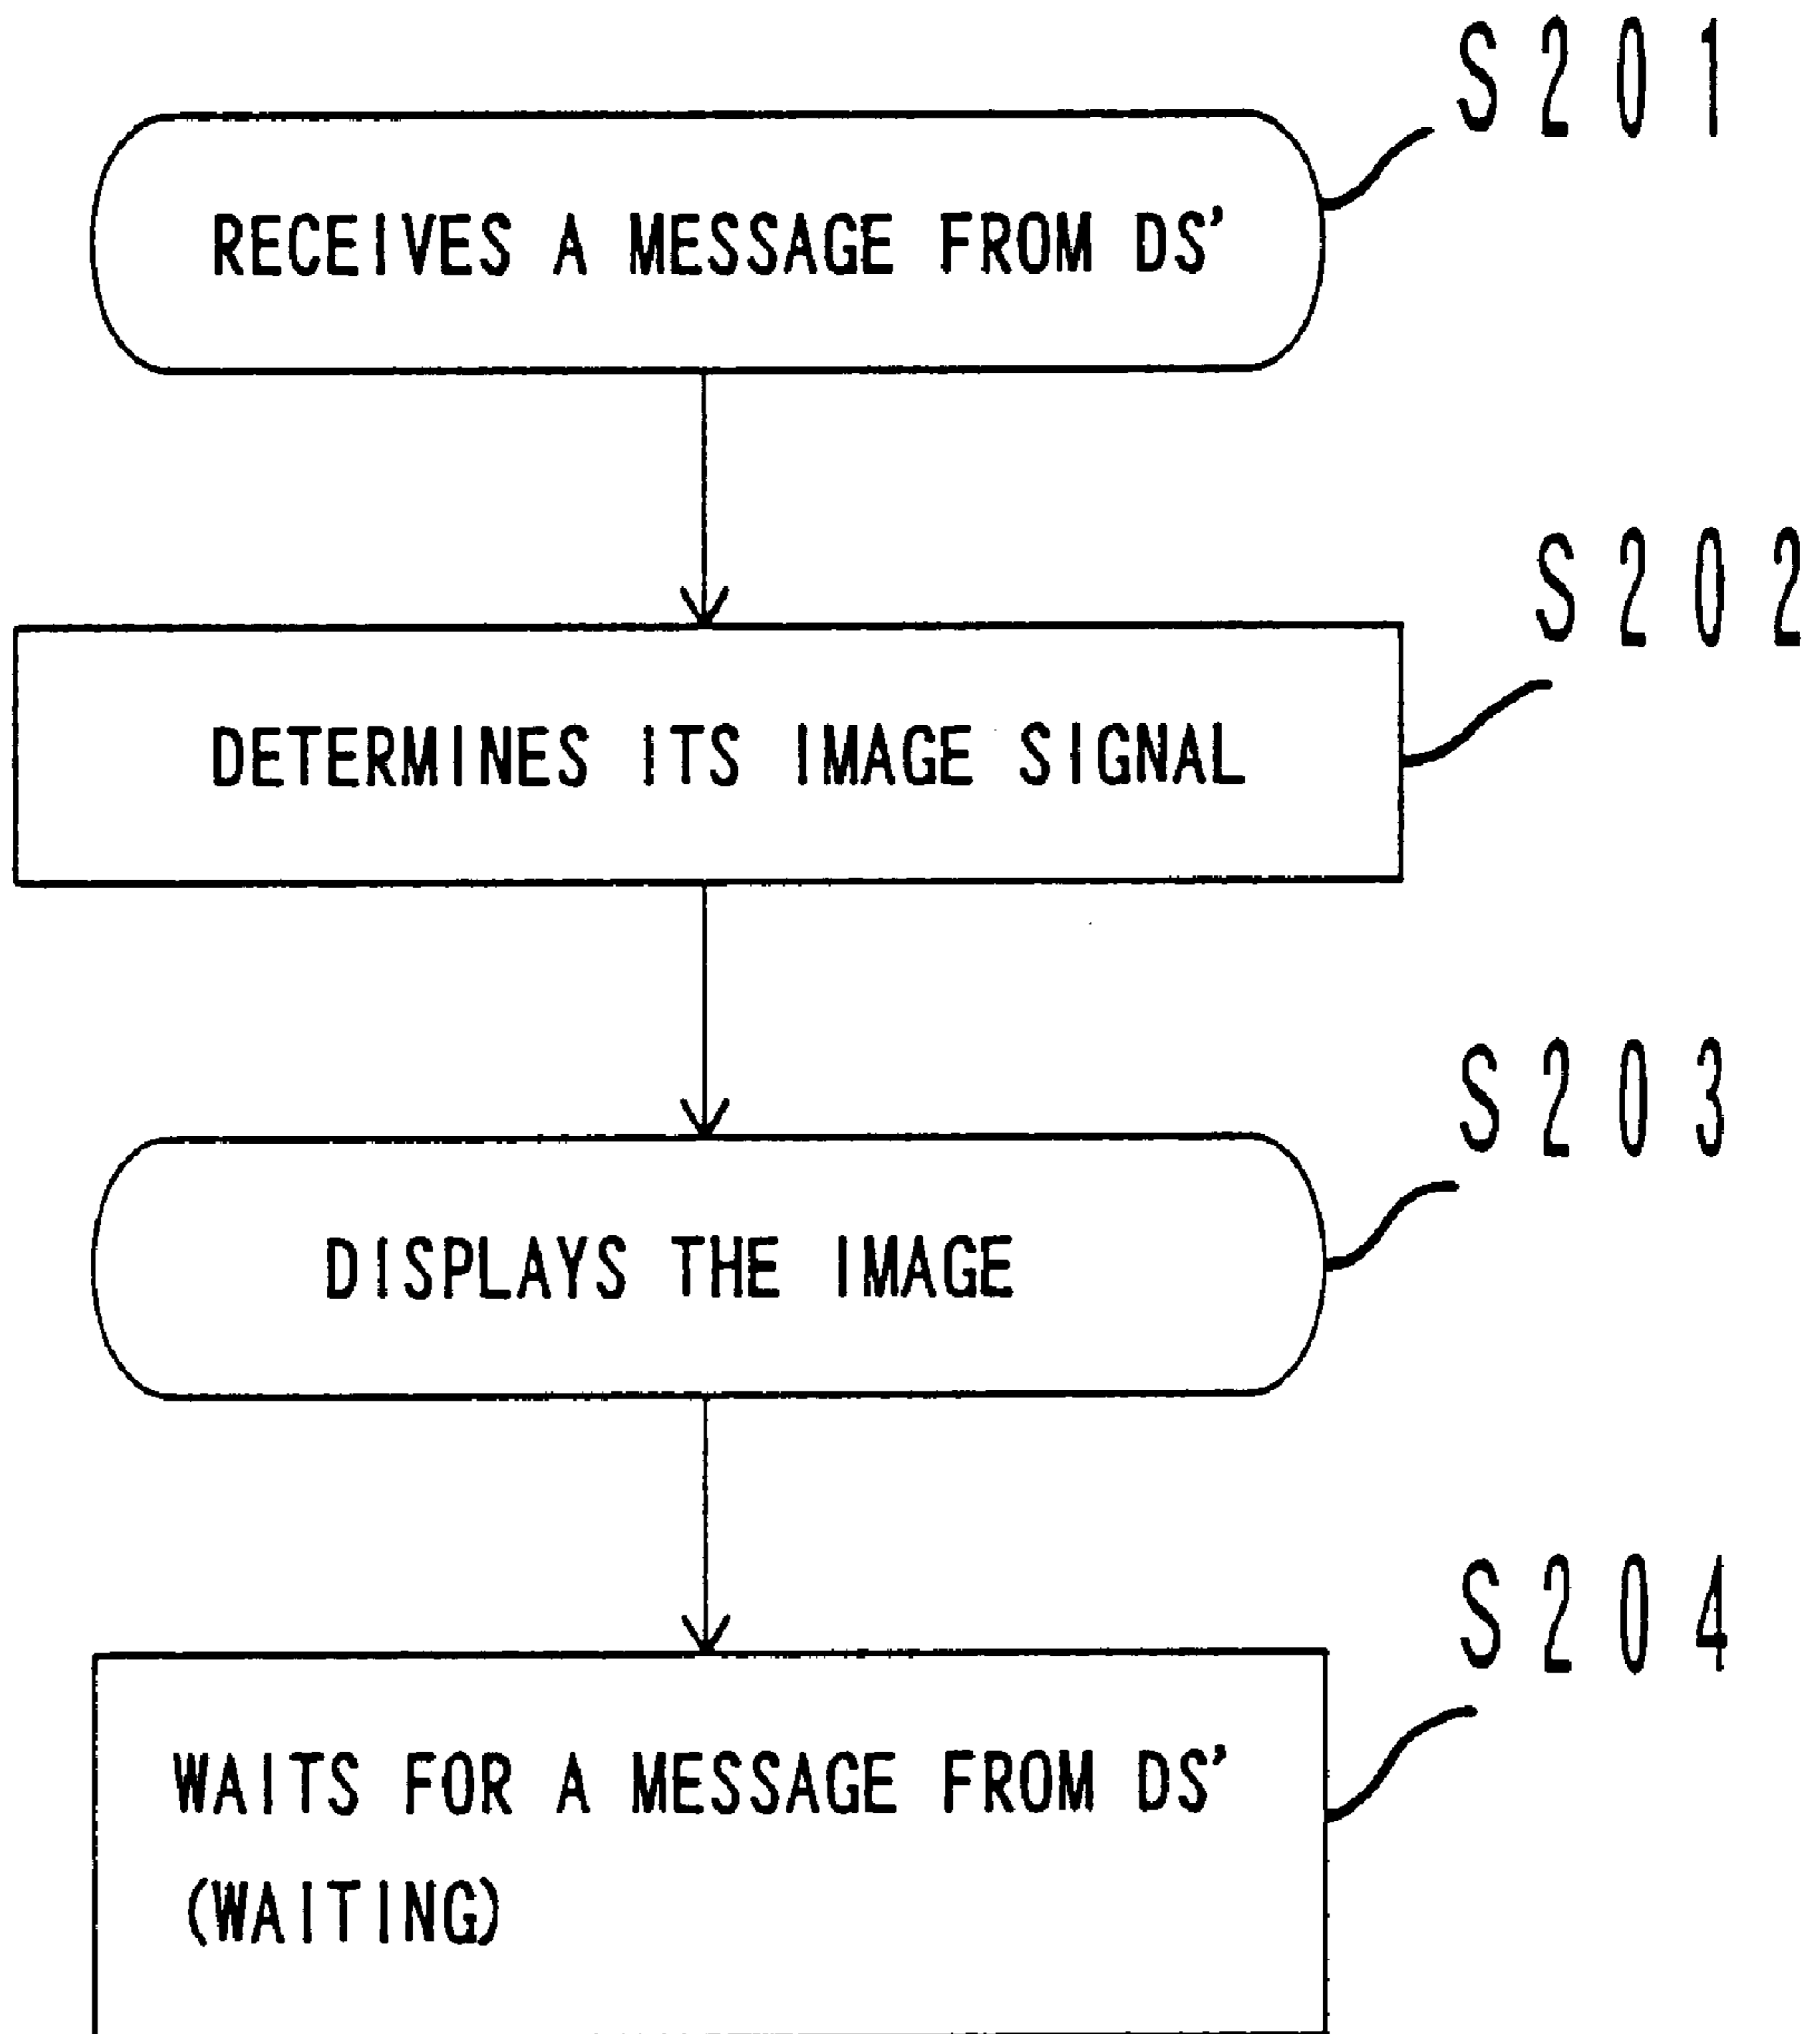 S201
RECEIVES A MESSAGE FROM DS'
S202
DETERMINES ITS IMAGE SIGNAL
S203
DISPLAYS THE IMAGE
S204
WAITS FOR A MESSAGE FROM DS'
(WAITING)